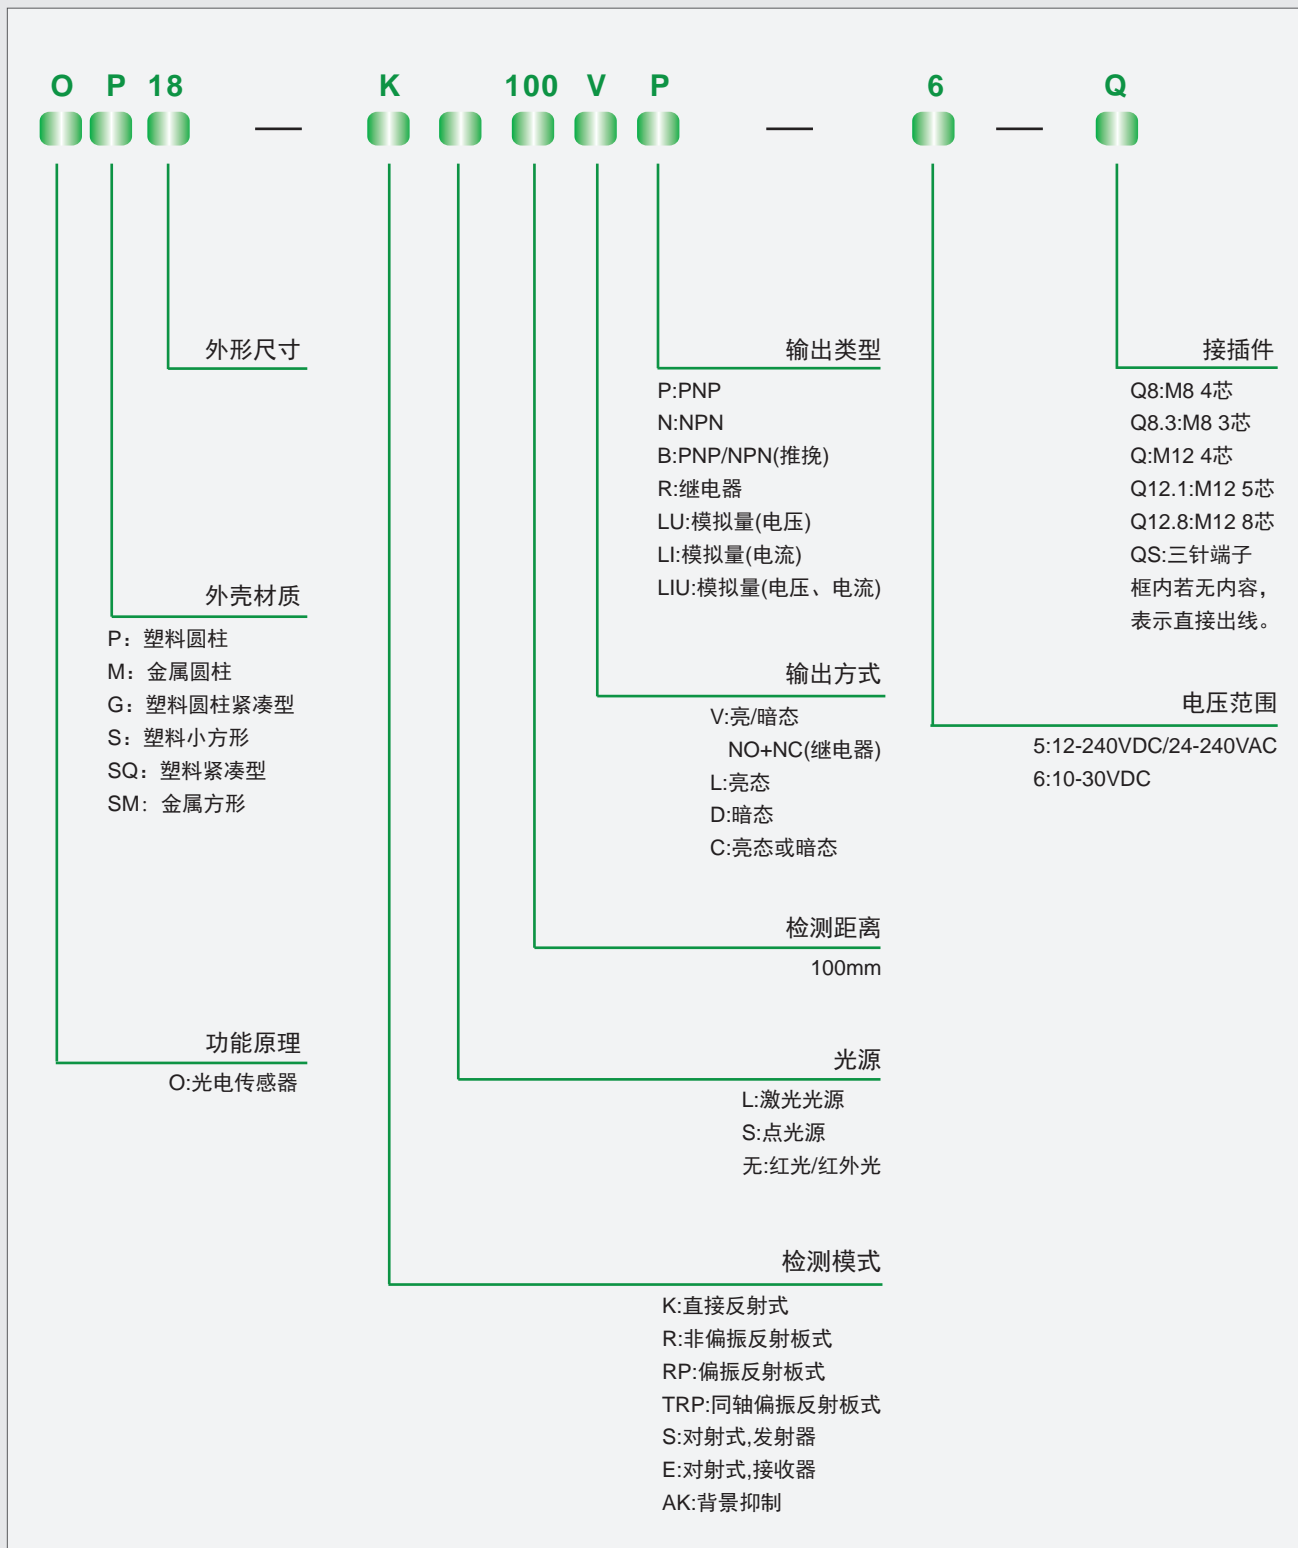 O P 18 — K 100 V P — 6 — Q
外形尺寸
外壳材质
P：塑料圆柱
M：金属圆柱
G：塑料圆柱紧凑型
S：塑料小方形
SQ：塑料紧凑型
SM：金属方形
功能原理
O:光电传感器
输出类型
P:PNP
N:NPN
B:PNP/NPN(推挽)
R:继电器
LU:模拟量(电压)
LI:模拟量(电流)
LIU:模拟量(电压、电流)
输出方式
V:亮/暗态
NO+NC(继电器)
L:亮态
D:暗态
C:亮态或暗态
检测距离
100mm
光源
L:激光光源
S:点光源
无:红光/红外光
检测模式
K:直接反射式
R:非偏振反射板式
RP:偏振反射板式
TRP:同轴偏振反射板式
S:对射式,发射器
E:对射式,接收器
AK:背景抑制
接插件
Q8:M8 4芯
Q8.3:M8 3芯
Q:M12 4芯
Q12.1:M12 5芯
Q12.8:M12 8芯
QS:三针端子
框内若无内容，
表示直接出线。
电压范围
5:12-240VDC/24-240VAC
6:10-30VDC